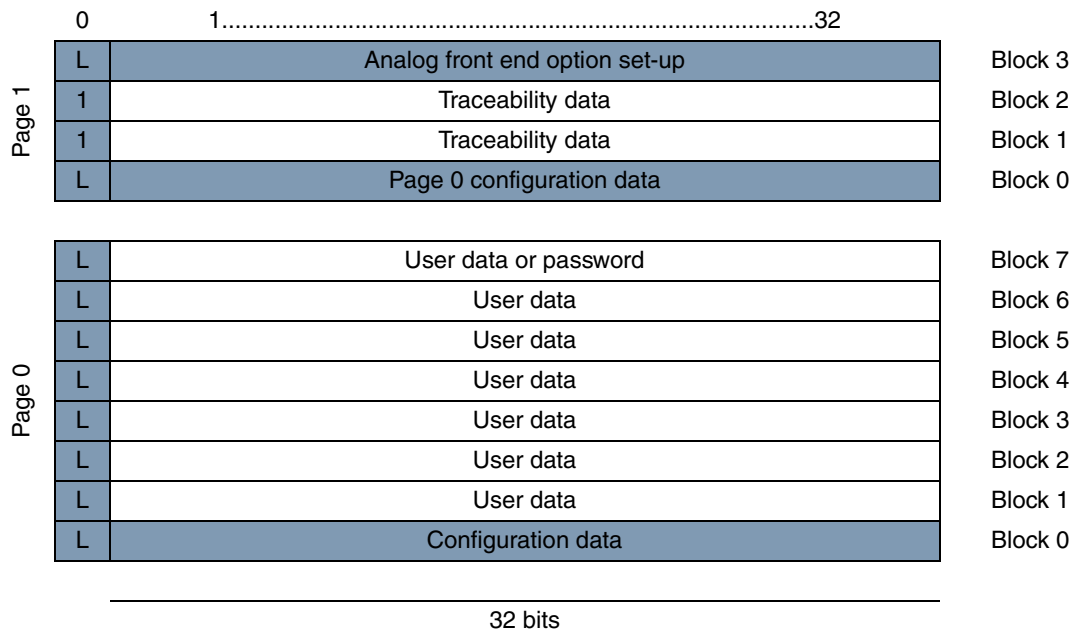 0 1..................................................................................................32
L Analog front end option set-up Block 3
1 Traceability data Block 2
1 Traceability data Block 1
L Page 0 configuration data Block 0
Page 1
L User data or password Block 7
L User data Block 6
L User data Block 5
L User data Block 4
L User data Block 3
L User data Block 2
L User data Block 1
L Configuration data Block 0
Page 0
32 bits